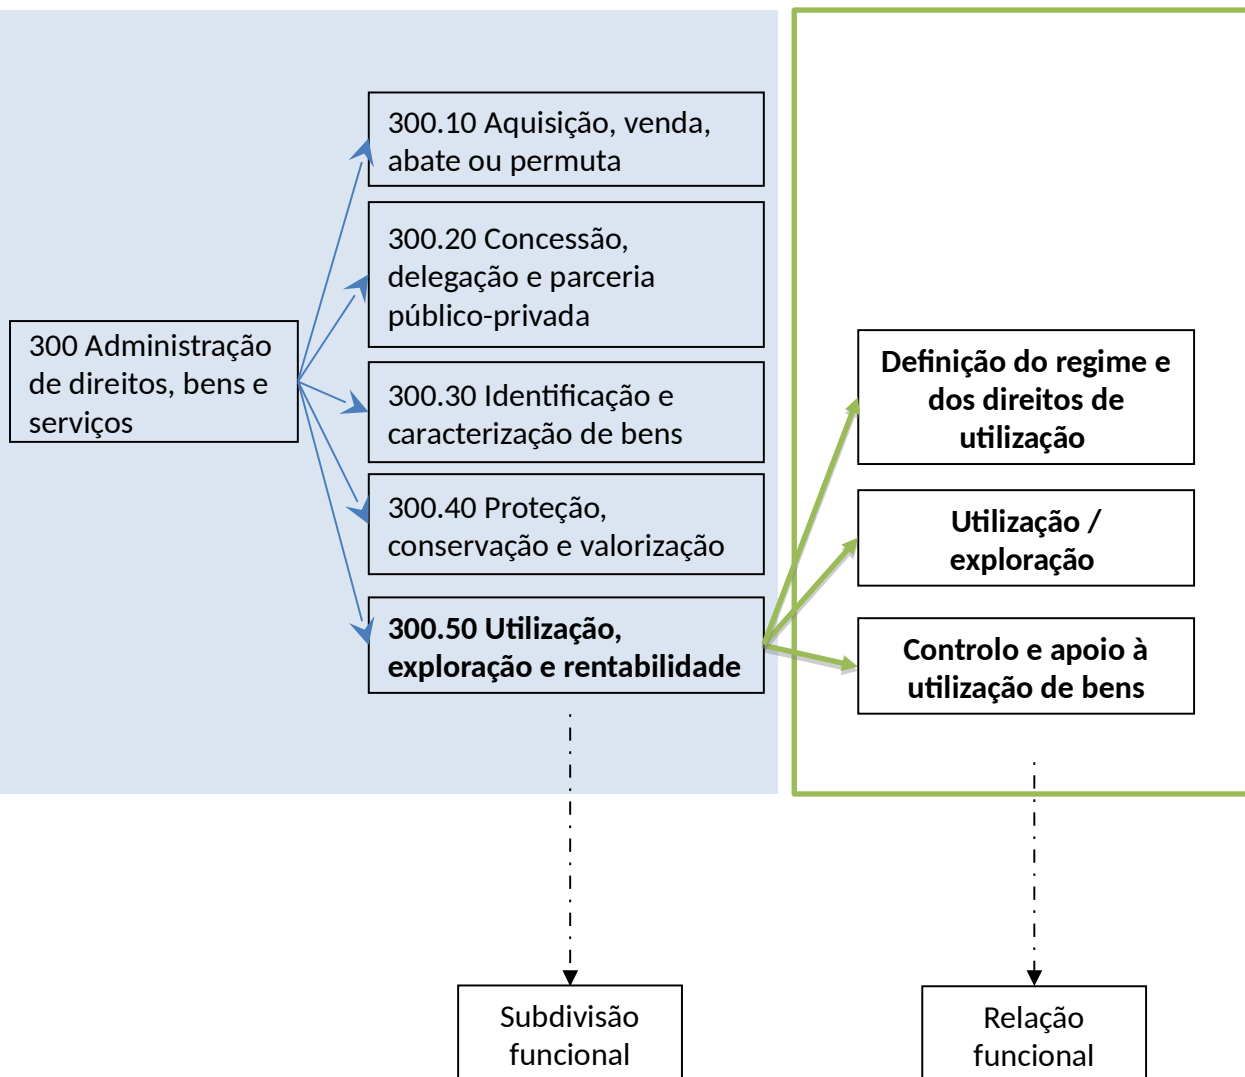 300 Administração
de direitos, bens e
serviços
300.10 Aquisição, venda,
abate ou permuta
300.20 Concessão,
delegação e parceria
público-privada
300.30 Identificação e
caracterização de bens
300.40 Proteção,
conservação e valorização
300.50 Utilização,
exploração e rentabilidade
Definição do regime e
dos direitos de
utilização
Utilização /
exploração
Controlo e apoio à
utilização de bens
Subdivisão
funcional
Relação
funcional